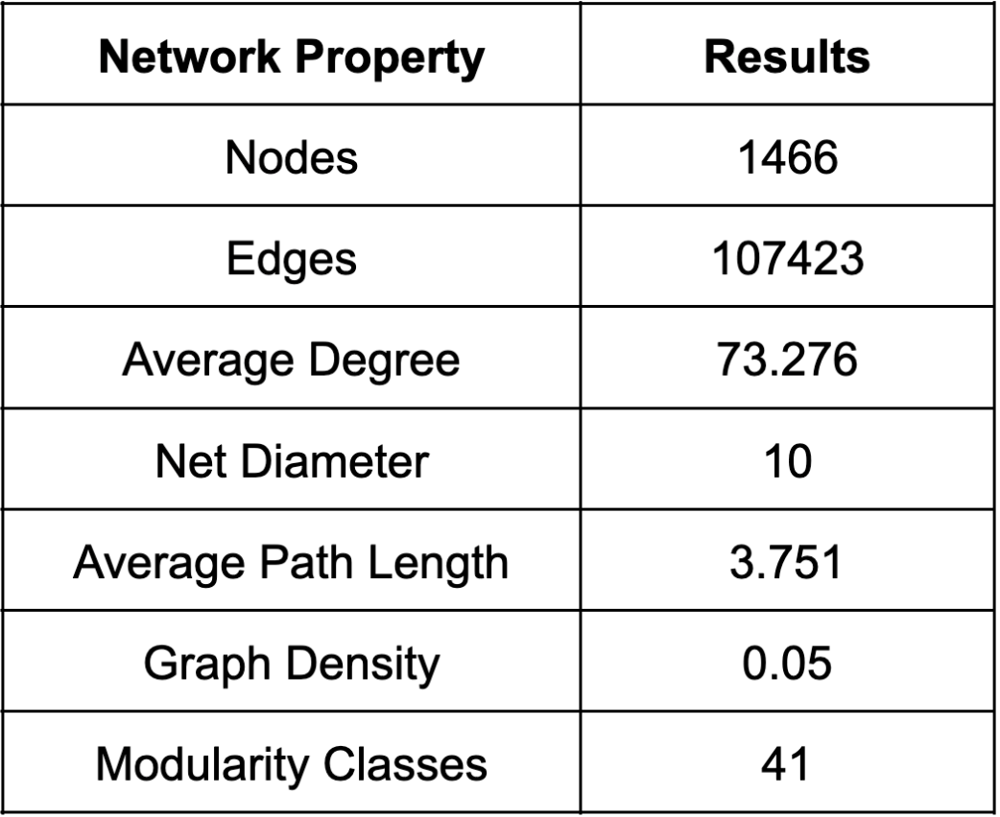 Network Property Results
Nodes 1466
Edges 107423
Average Degree 73.276
Net Diameter 10
Average Path Length 3.751
Graph Density 0.05
Modularity Classes 41